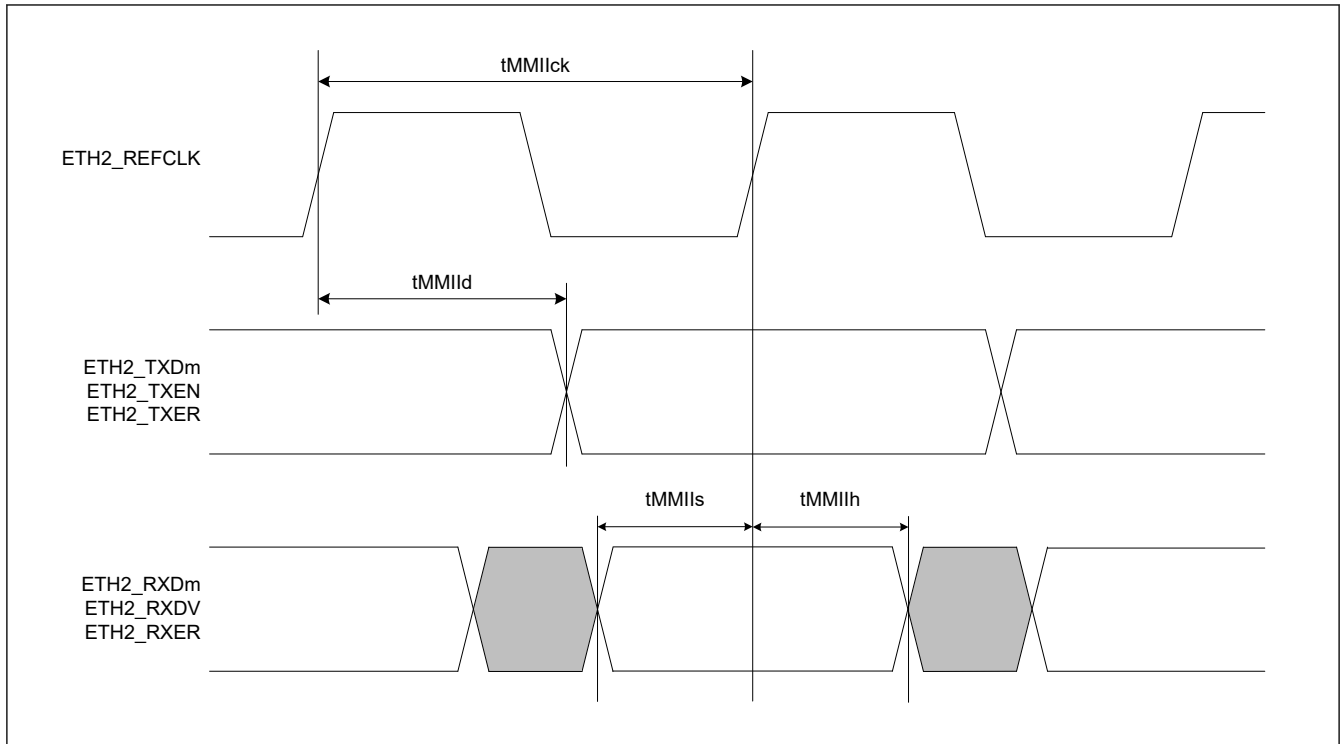 tMMIIck
ETH2_REFCLK
tMMIId
ETH2_TXDm
ETH2_TXEN
ETH2_TXER
tMMIIs
tMMIIh
ETH2_RXDm
ETH2_RXDV
ETH2_RXER